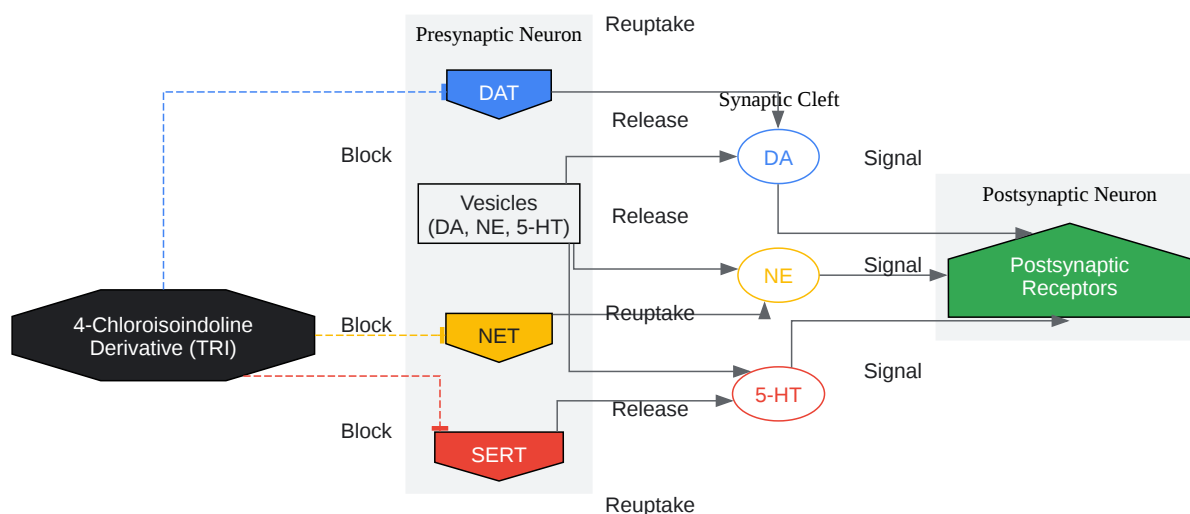 Reuptake
Presynaptic Neuron
DAT
Synaptic Cleft
Release
Block
DA
Signal
Vesicles
(DA, NE, 5-HT)
Release
Postsynaptic Neuron
NE
Signal
Postsynaptic
Receptors
4-Chloroisoindoline
Derivative (TRI)
Block
NET
Reuptake
Signal
5-HT
Release
Block
SERT
Reuptake